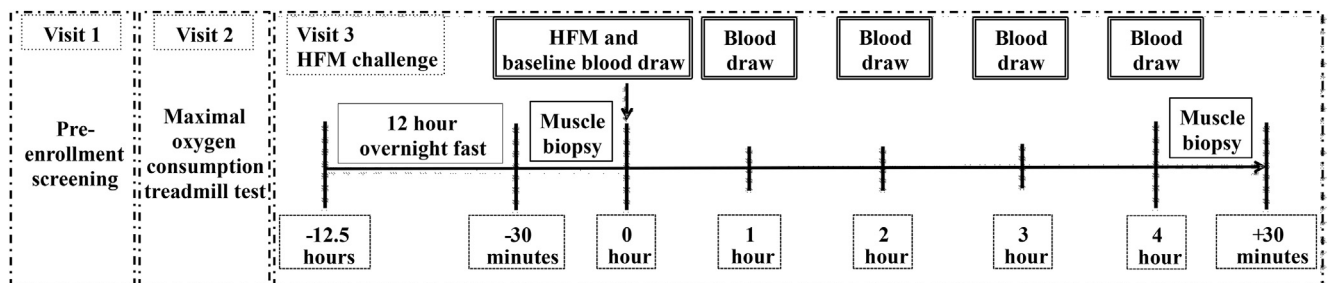 Visit 1
Pre-
enrollment
screening
Visit 2
Maximal
oxygen
consumption
treadmill test
Visit 3
HFM challenge
HFM and
baseline blood draw
Blood
draw
Blood
draw
Blood
draw
Blood
draw
12 hour
overnight fast
Muscle
biopsy
Muscle
biopsy
-12.5
hours
-30
minutes
0
hour
1
hour
2
hour
3
hour
4
hour
+30
minutes